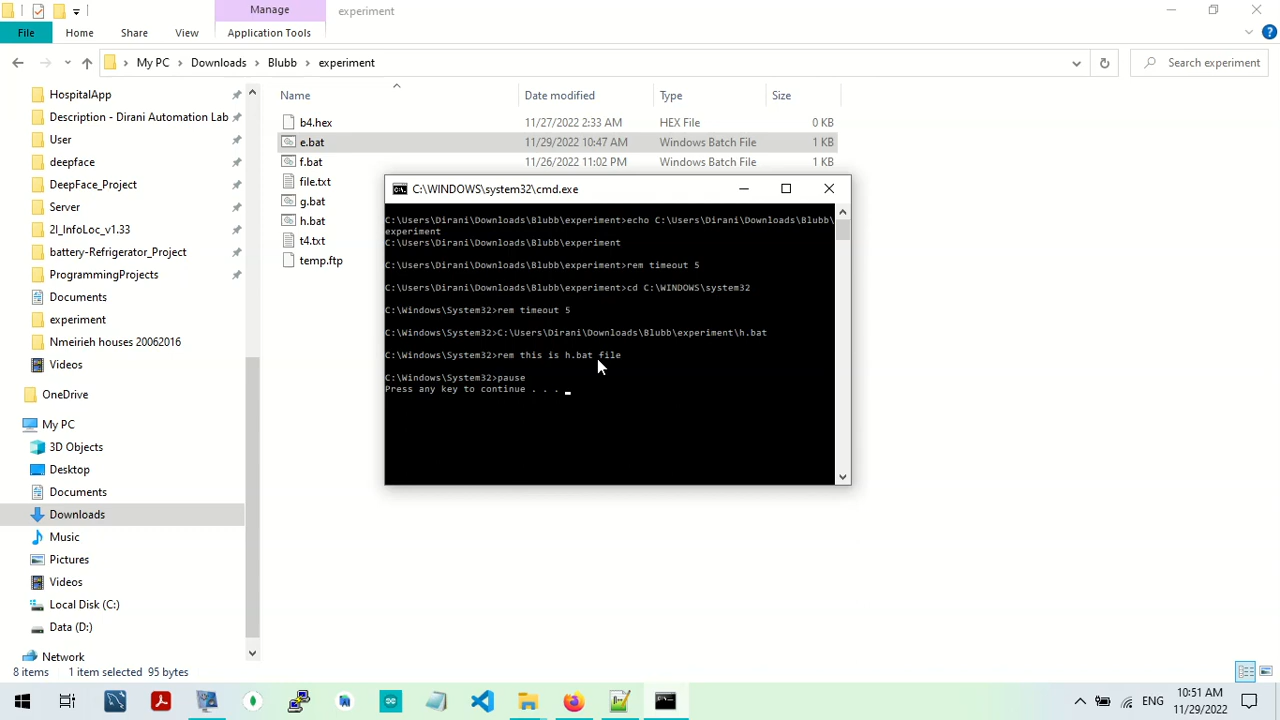 Manage
experiment
File
Home
Share
View
Application Tools
My PC
Downloads
Blubb
experiment
Search experiment
HospitalApp
Description - Dirani Automation Lab
User
deepface
DeepFace_Project
Server
2l_InfoLoc_v1.33
battery-Refrigerator_Project
ProgrammingProjects
Documents
experiment
Nmeirieh houses 20062016
Videos
OneDrive
My PC
3D Objects
Desktop
Documents
Downloads
Music
Pictures
Videos
Local Disk (C:)
Data (D:)
Network
Name Date modified Type Size
b4.hex 11/27/2022 2:33 AM HEX File 0 KB
e.bat 11/29/2022 10:47 AM Windows Batch File 1 KB
f.bat 11/26/2022 11:02 PM Windows Batch File 1 KB
file.txt
g.bat
h.bat
t4.txt
temp.ftp
C:\WINDOWS\system32\cmd.exe
C:\Users\Dirani\Downloads\Blubb\experiment>echo C:\Users\Dirani\Downloads\Blubb\
experiment
C:\Users\Dirani\Downloads\Blubb\experiment
C:\Users\Dirani\Downloads\Blubb\experiment>rem timeout 5
C:\Users\Dirani\Downloads\Blubb\experiment>cd C:\WINDOWS\system32
C:\Windows\System32>rem timeout 5
C:\Windows\System32>C:\Users\Dirani\Downloads\Blubb\experiment\h.bat
C:\Windows\System32>rem this is h.bat file
C:\Windows\System32>pause
Press any key to continue . . .
8 items 1 item selected 95 bytes
ENG
10:51 AM
11/29/2022